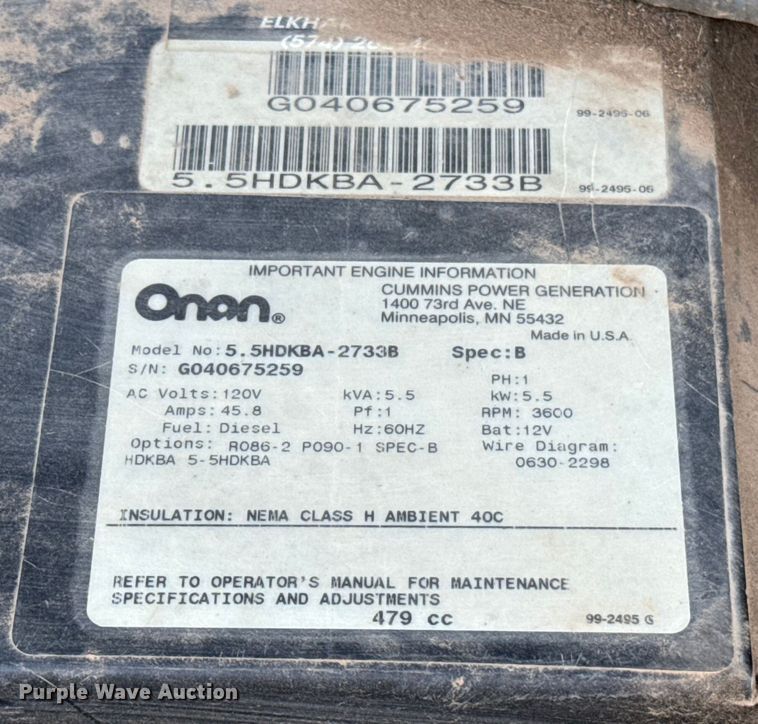 G040675259
99-2495-06
5.5HDKBA-2733B
99-2495-06
IMPORTANT ENGINE INFORMATION
Onan®
CUMMINS POWER GENERATION
1400 73rd Ave. NE
Minneapolis, MN 55432
Made in U.S.A.
Model No:5.5HDKBA-2733B Spec:B
S/N: G040675259
PH:1
AC Volts:120V kVA:5.5 kW:5.5
Amps:45.8 Pf:1 RPM: 3600
Fuel: Diesel Hz:60HZ Bat:12V
Options: R086-2 P090-1 SPEC-B Wire Diagram:
HDKBA 5-5HDKBA 0630-2298
INSULATION: NEMA CLASS H AMBIENT 40C
REFER TO OPERATOR'S MANUAL FOR MAINTENANCE
SPECIFICATIONS AND ADJUSTMENTS
479 cc 99-2495 G
Purple Wave Auction